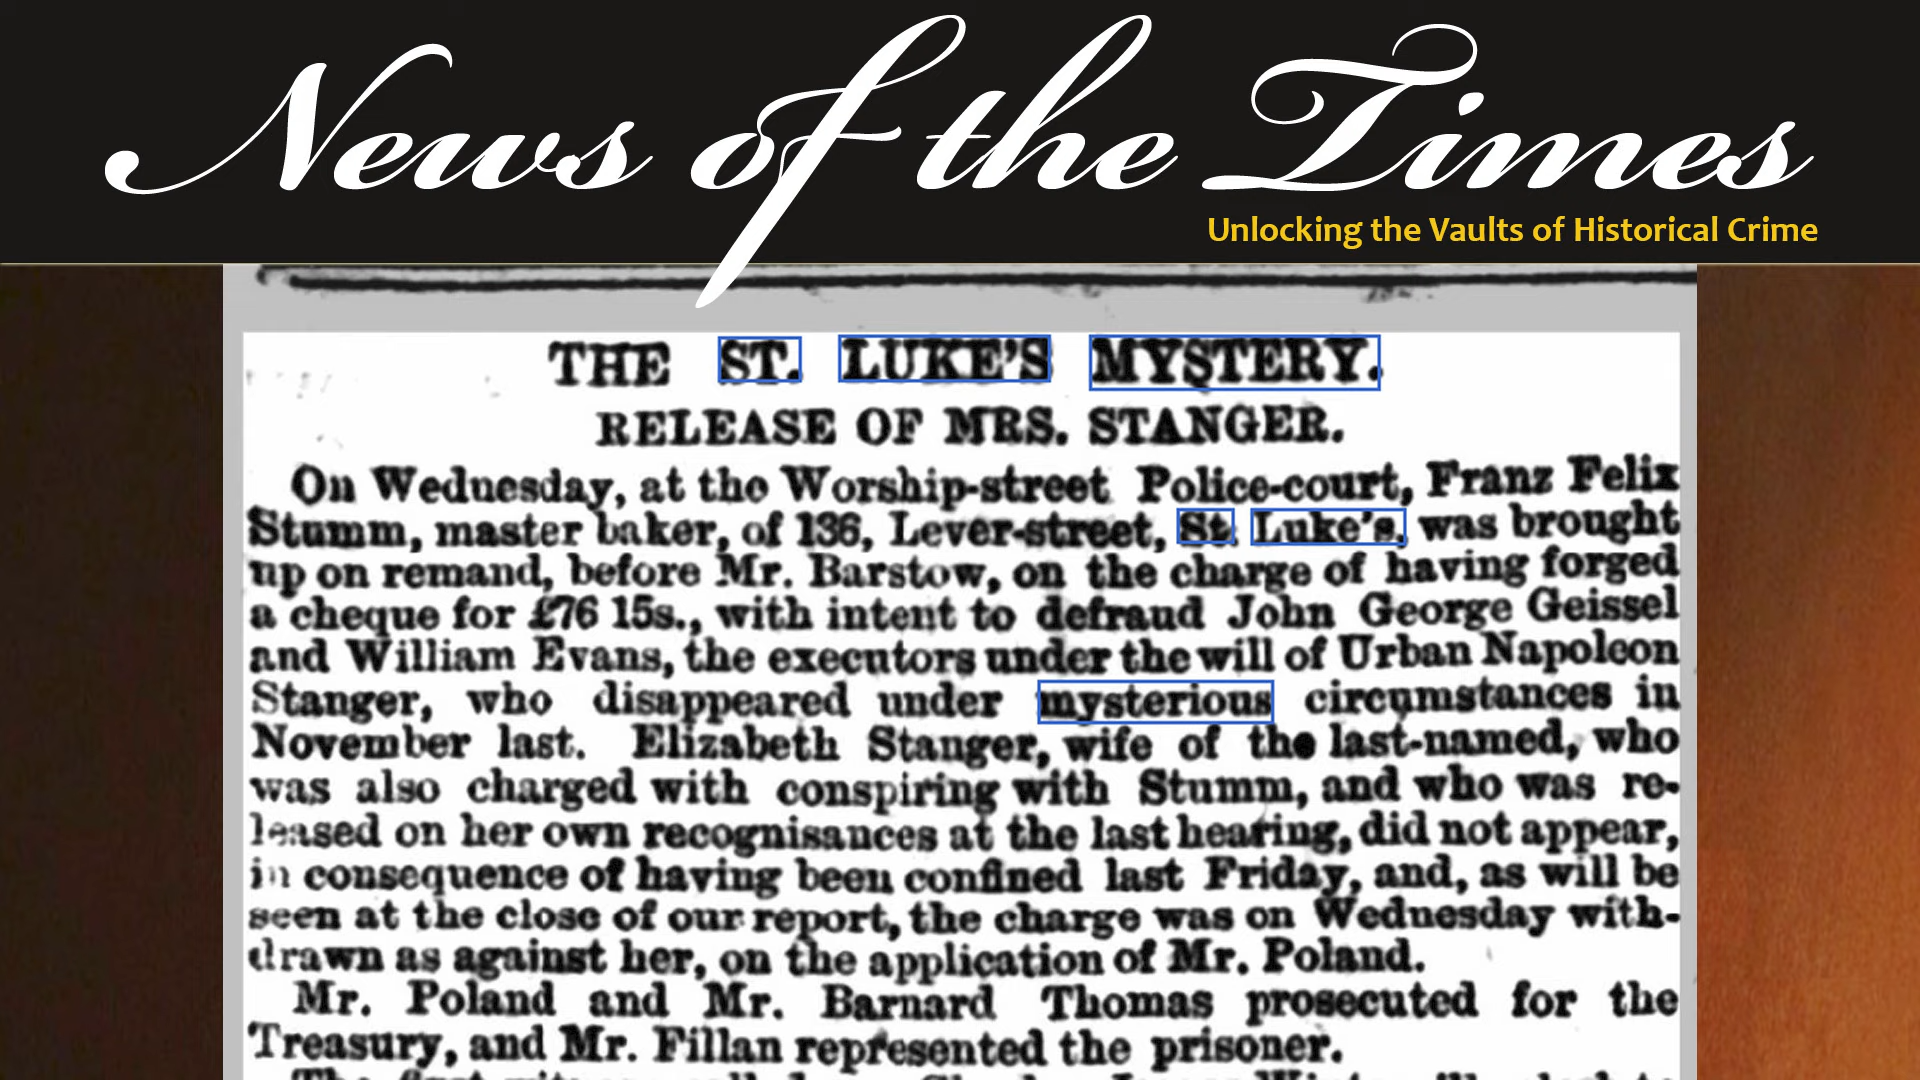 News of the Times
Unlocking the Vaults of Historical Crime
THE ST. LUKE'S MYSTERY.
RELEASE OF MRS. STANGER.
On Wednesday, at the Worship-street Police-court, Franz Felix
Stumm, master baker, of 136, Lever-street, St. Luke's, was brought
up on remand, before Mr. Barstow, on the charge of having forged
a cheque for £76 15s., with intent to defraud John George Geissel
and William Evans, the executors under the will of Urban Napoleon
Stanger, who disappeared under mysterious circumstances in
November last. Elizabeth Stanger, wife of the last-named, who
was also charged with conspiring with Stumm, and who was re-
leased on her own recognisances at the last hearing, did not appear,
in consequence of having been confined last Friday, and, as will be
seen at the close of our report, the charge was on Wednesday with-
drawn as against her, on the application of Mr. Poland.
Mr. Poland and Mr. Barnard Thomas prosecuted for the
Treasury, and Mr. Fillan represented the prisoner.